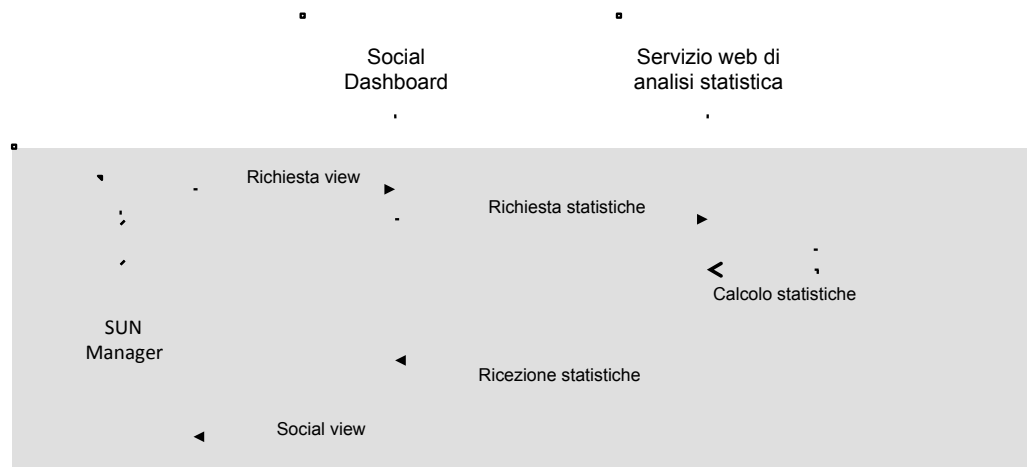 Social
Dashboard
Servizio web di
analisi statistica
Richiesta view
Richiesta statistiche
Calcolo statistiche
SUN
Manager
Ricezione statistiche
Social view